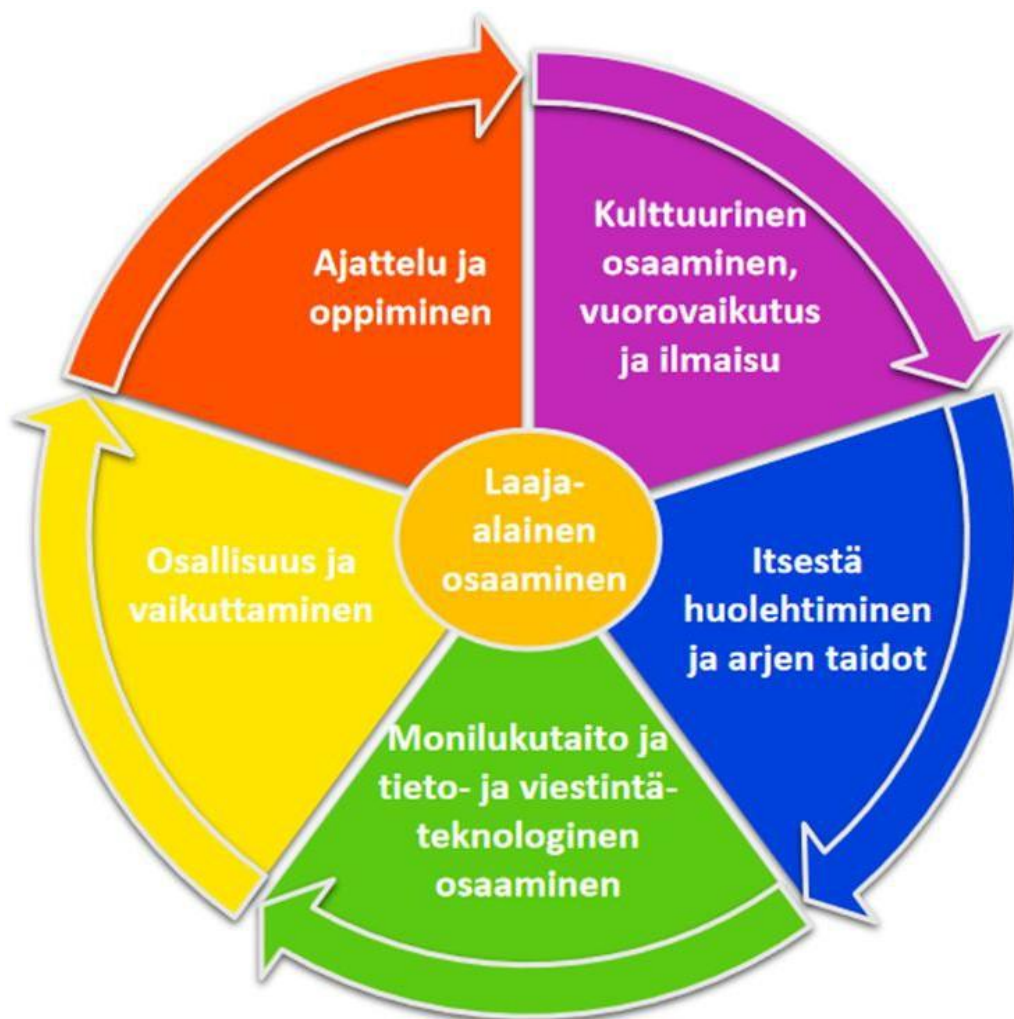 Ajattelu ja
oppiminen
Kulttuurinen
osaaminen,
vuorovaikutus
ja ilmaisu
Laaja-
alainen
osaaminen
Osallisuus ja
vaikuttaminen
Itsestä
huolehtiminen
ja arjen taidot
Monilukutaito ja
tieto- ja viestintä-
teknologinen
osaaminen